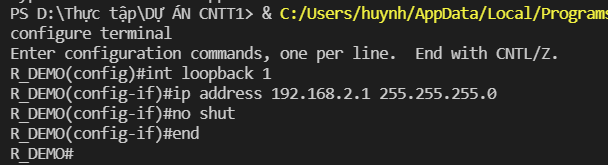 PS D:\Thực tập\DỰ ÁN CNTT1> & C:/Users/huynh/AppData/Local/Programs
configure terminal
Enter configuration commands, one per line.  End with CNTL/Z.
R_DEMO(config)#int loopback 1
R_DEMO(config-if)#ip address 192.168.2.1 255.255.255.0
R_DEMO(config-if)#no shut
R_DEMO(config-if)#end
R_DEMO#